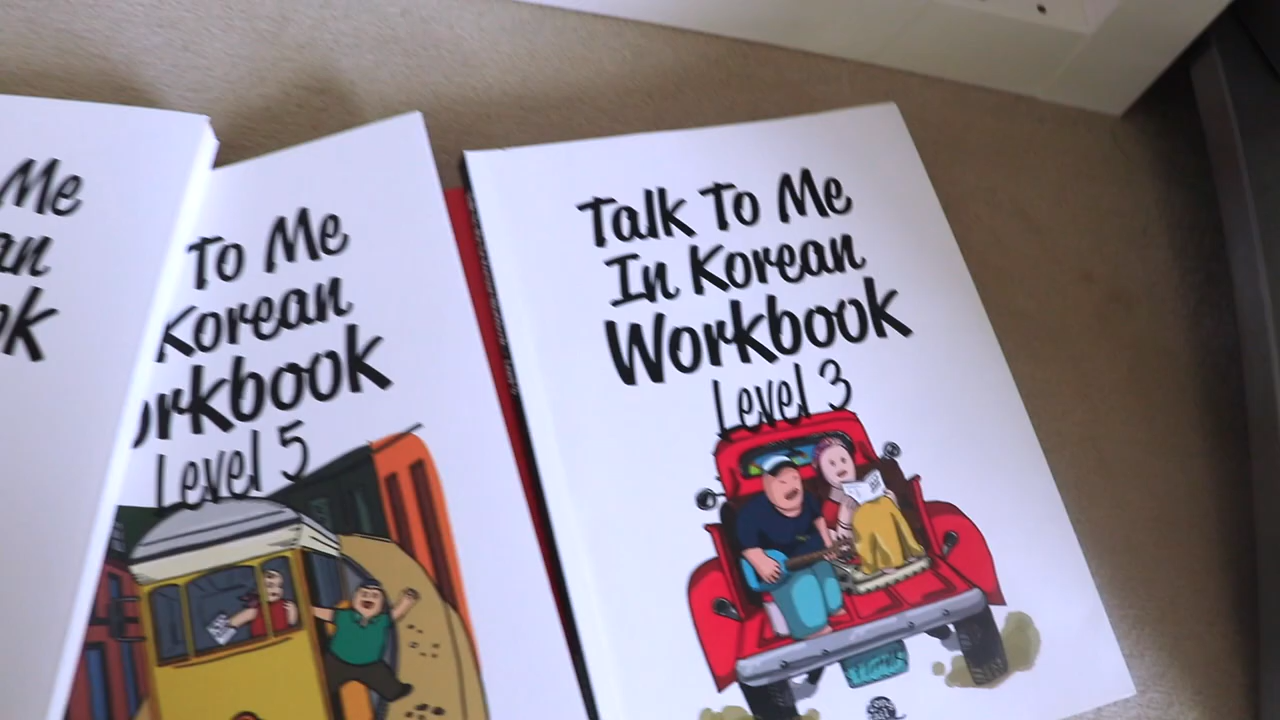 Me
an
ok
To Me
Korean
orkbook
Level 5
Talk To Me
In Korean
Workbook
Level 3